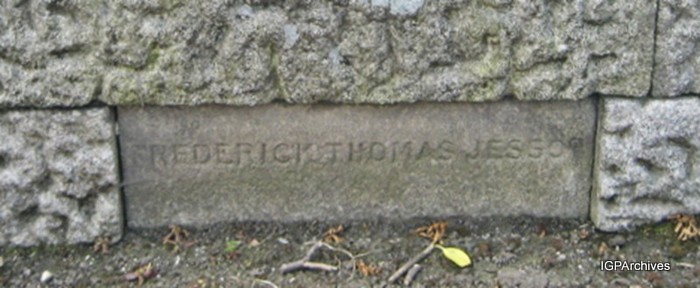 FREDERICK THOMAS JESSOP
IGPArchives